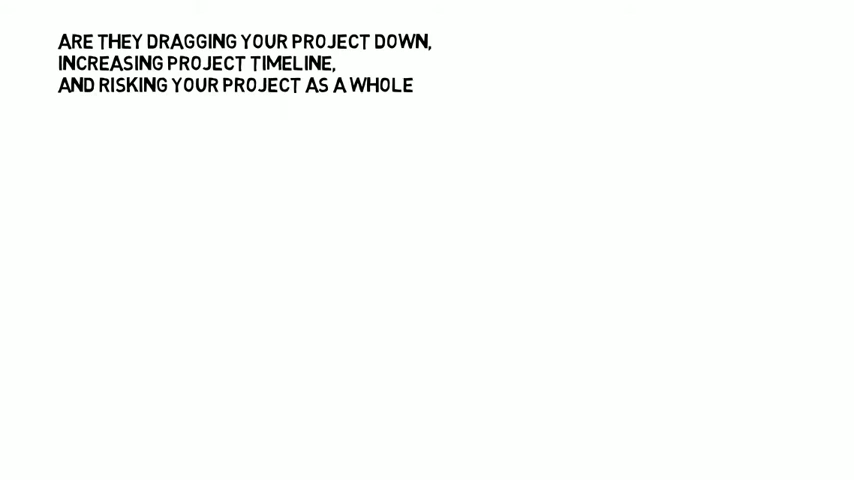 ARE THEY DRAGGING YOUR PROJECT DOWN,
INCREASING PROJECT TIMELINE,
AND RISKING YOUR PROJECT AS A WHOLE